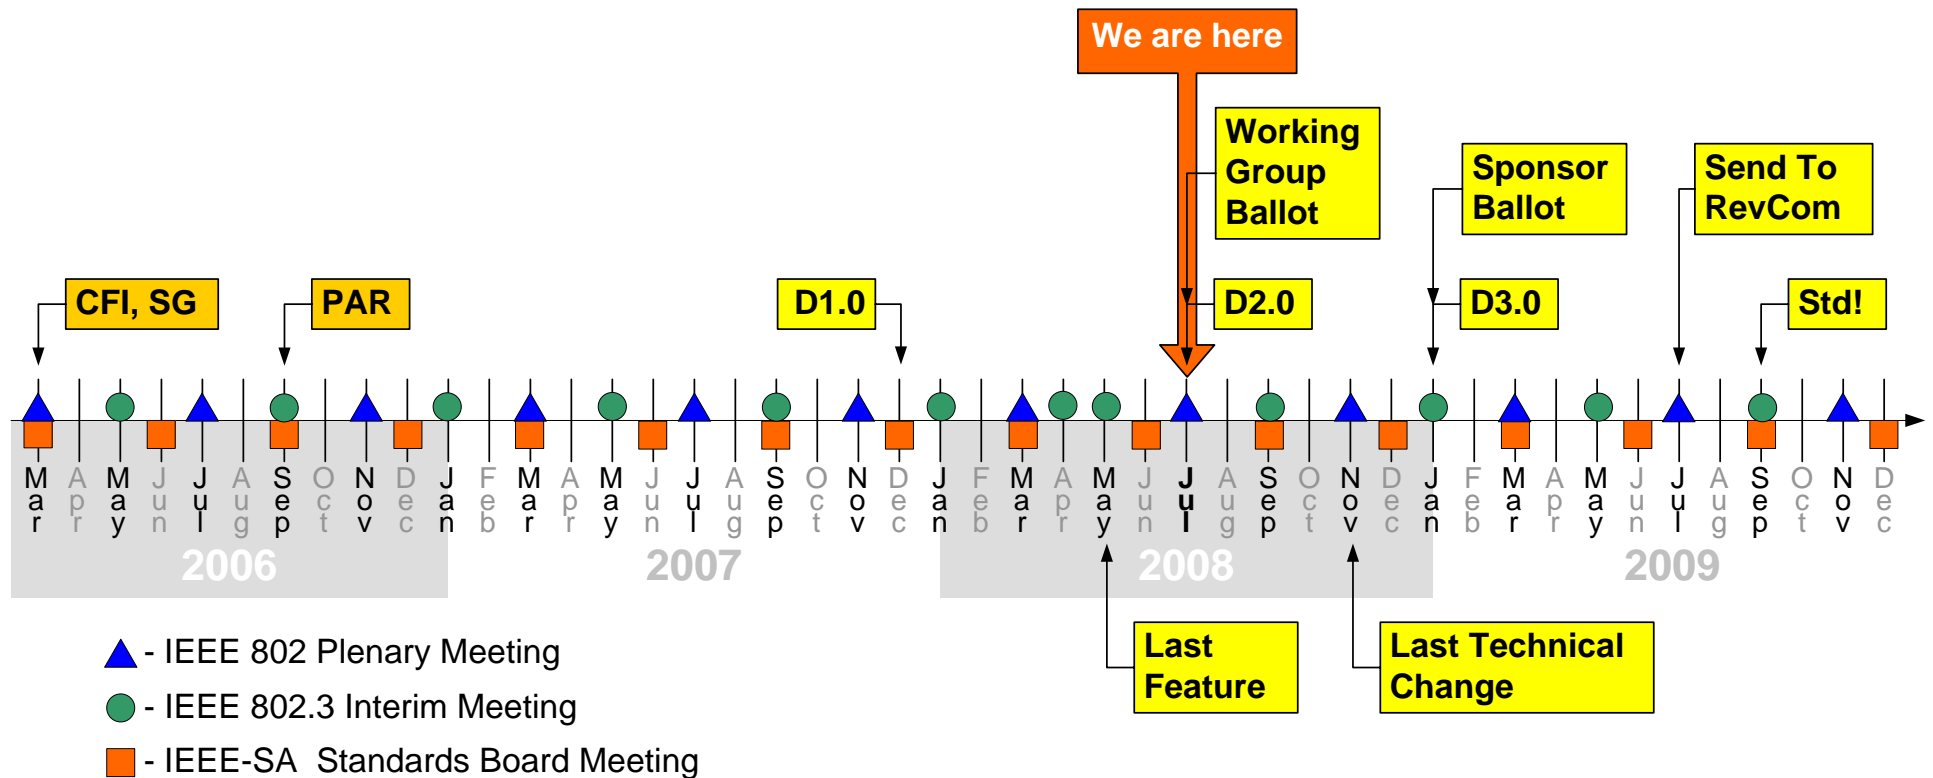 We are here
Working
Group
Ballot
Sponsor
Ballot
Send To
RevCom
CFI, SG
PAR
D1.0
D2.0
D3.0
Std!
Mar Apr May Jun Jul Aug Sep Oct Nov Dec Jan Feb Mar Apr May Jun Jul Aug Sep Oct Nov Dec Jan Feb Mar Apr May Jun Jul Aug Sep Oct Nov Dec Jan Feb Mar Apr May Jun Jul Aug Sep Oct Nov Dec
2006 2007 2008 2009
Last
Feature
Last Technical
Change
- IEEE 802 Plenary Meeting
- IEEE 802.3 Interim Meeting
- IEEE-SA Standards Board Meeting